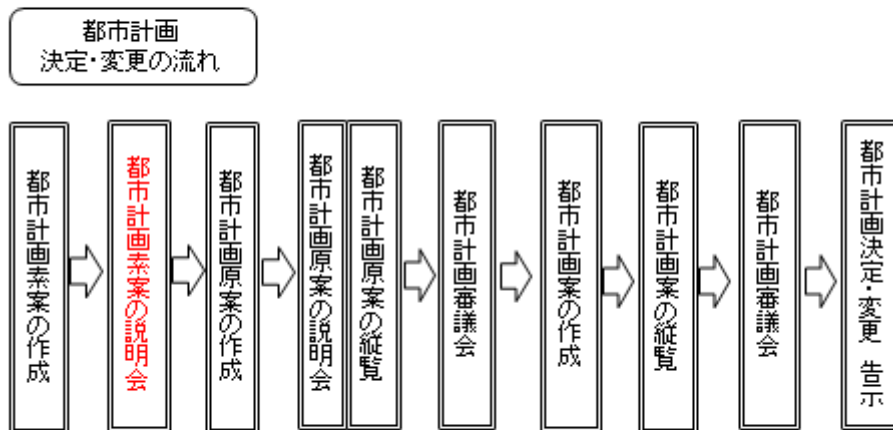 都市計画
決定・変更の流れ
都市計画素案の作成
都市計画素案の説明会
都市計画原案の作成
都市計画原案の説明会
都市計画原案の縦覧
都市計画審議会
都市計画案の作成
都市計画案の縦覧
都市計画審議会
都市計画決定・変更 告示